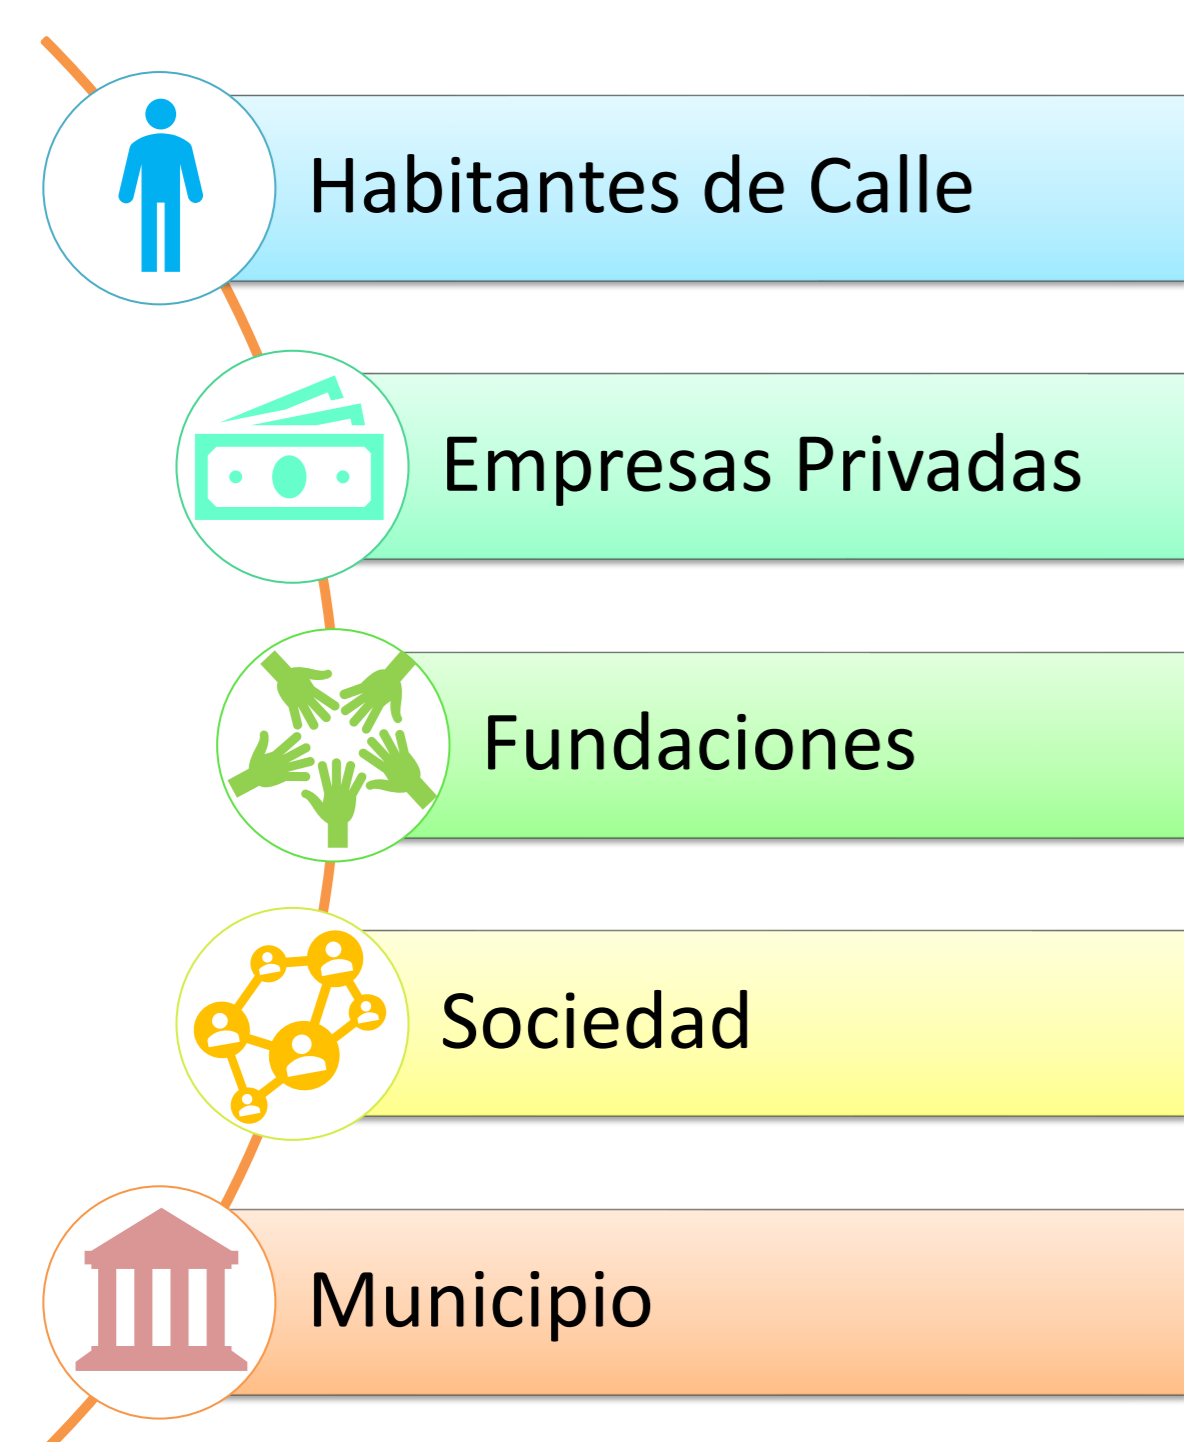 Habitantes de Calle
Empresas Privadas
Fundaciones
Sociedad
Municipio